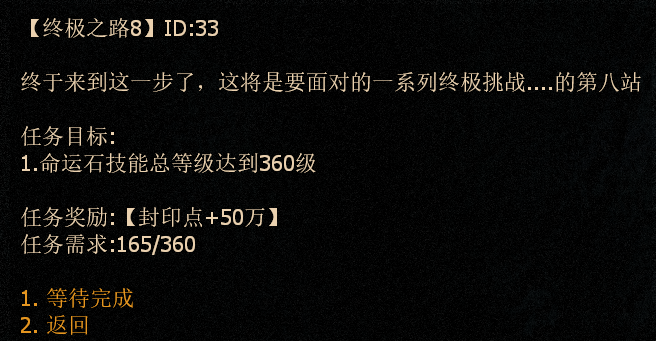 【终极之路8】ID:33
终于来到这一步了，这将是要面对的一系列终极挑战....的第八站
任务目标:
1.命运石技能总等级达到360级
任务奖励:【封印点+50万】
任务需求:165/360
1. 等待完成
2. 返回